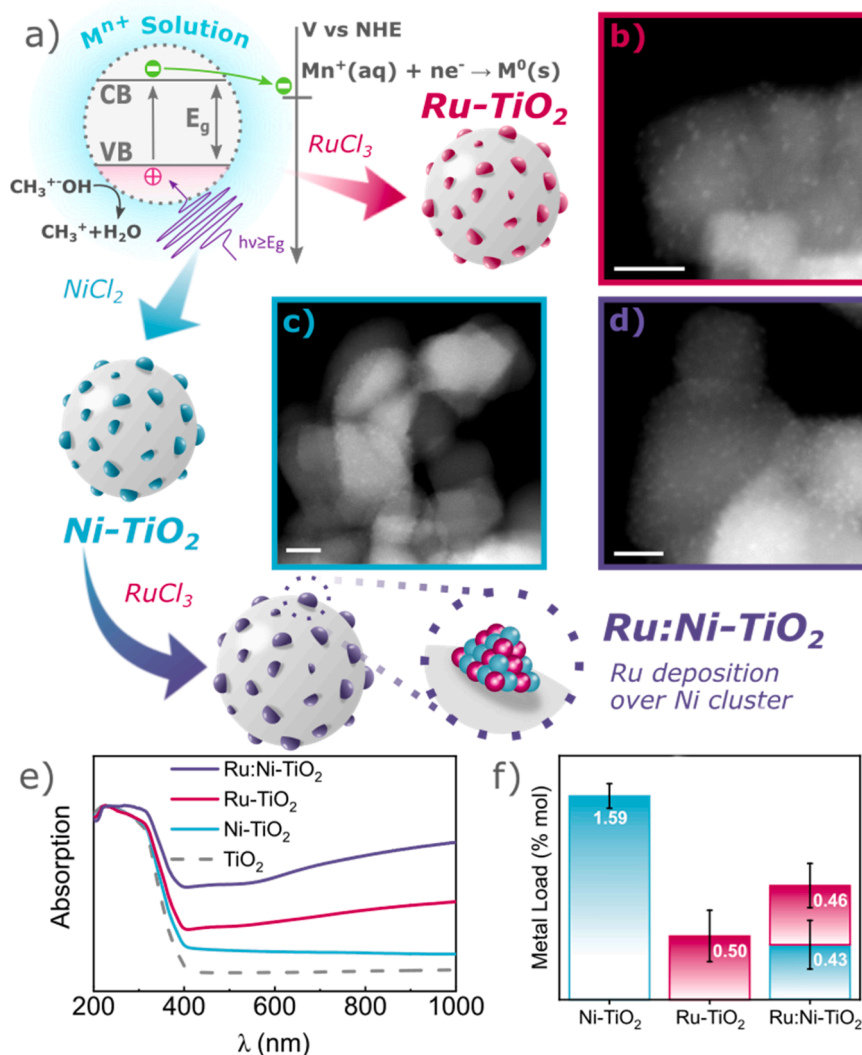 a)
Mⁿ⁺ Solution
V vs NHE
Mn⁺(aq) + ne⁻ → M⁰(s)
CB
E_g
VB
CH₃⁺⁻OH
CH₃⁺+H₂O
hν≥Eg
RuCl₃
Ru-TiO₂
b)
NiCl₂
c)
d)
Ni-TiO₂
RuCl₃
Ru:Ni-TiO₂
Ru deposition
over Ni cluster
e)
Ru:Ni-TiO₂
Ru-TiO₂
Ni-TiO₂
TiO₂
Absorption
200 400 600 800 1000
λ (nm)
f)
Metal Load (% mol)
1.59
0.50
0.46
0.43
Ni-TiO₂ Ru-TiO₂ Ru:Ni-TiO₂